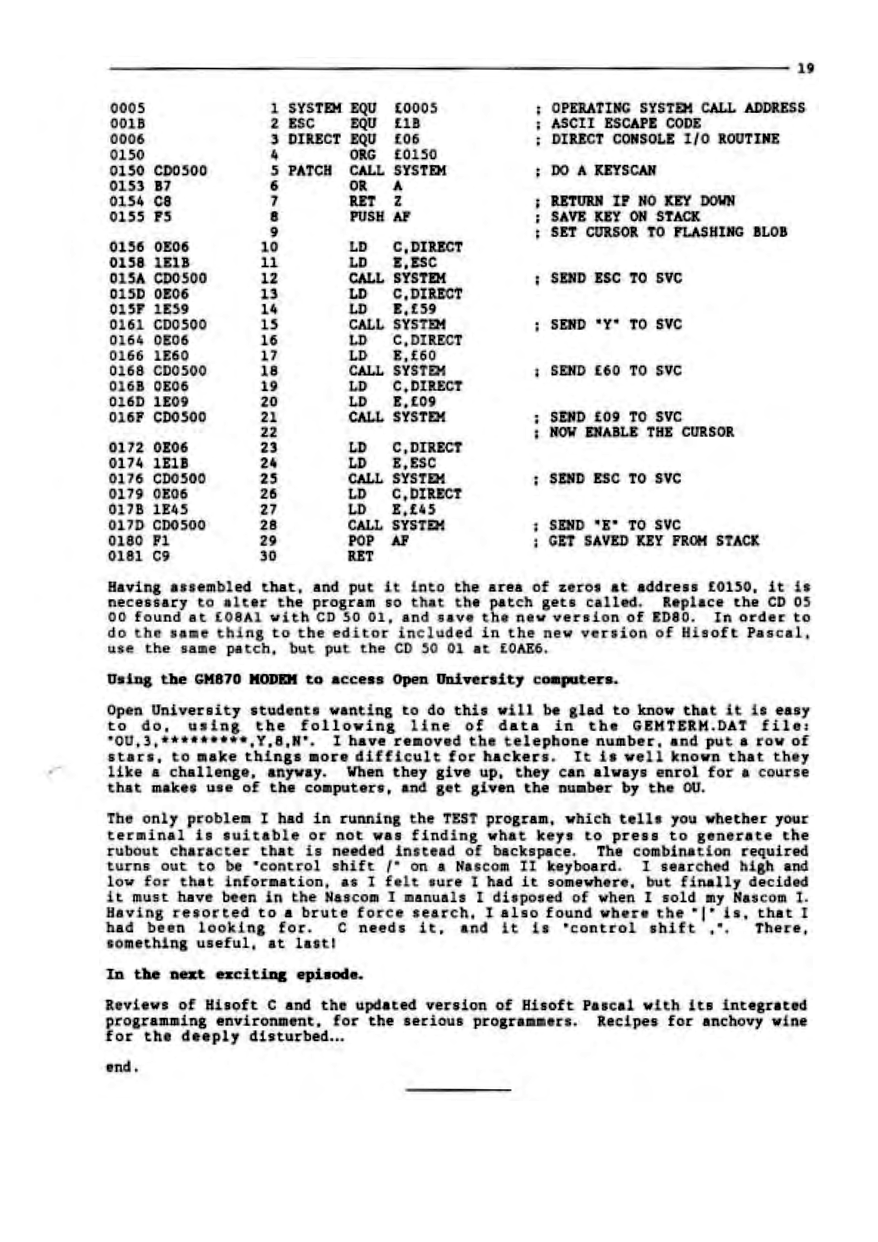 19
0005 1 SYSTEM EQU £0005 ; OPERATING SYSTEM CALL ADDRESS
001B 2 ESC EQU £1B ; ASCII ESCAPE CODE
0006 3 DIRECT EQU £06 ; DIRECT CONSOLE I/O ROUTINE
0150 4 ORG £0150
0150 CD0500 5 PATCH CALL SYSTEM ; DO A KEYSCAN
0153 B7 6 OR A
0154 C8 7 RET Z ; RETURN IF NO KEY DOWN
0155 F5 8 PUSH AF ; SAVE KEY ON STACK
9 ; SET CURSOR TO FLASHING BLOB
0156 0E06 10 LD C,DIRECT
0158 1E1B 11 LD E,ESC
015A CD0500 12 CALL SYSTEM ; SEND ESC TO SVC
015D 0E06 13 LD C,DIRECT
015F 1E59 14 LD E,£59
0161 CD0500 15 CALL SYSTEM ; SEND "Y" TO SVC
0164 0E06 16 LD C,DIRECT
0166 1E60 17 LD E,£60
0168 CD0500 18 CALL SYSTEM ; SEND £60 TO SVC
016B 0E06 19 LD C,DIRECT
016D 1E09 20 LD E,£09
016F CD0500 21 CALL SYSTEM ; SEND £09 TO SVC
22 ; NOW ENABLE THE CURSOR
0172 0E06 23 LD C,DIRECT
0174 1E1B 24 LD E,ESC
0176 CD0500 25 CALL SYSTEM ; SEND ESC TO SVC
0179 0E06 26 LD C,DIRECT
017B 1E45 27 LD E,£45
017D CD0500 28 CALL SYSTEM ; SEND "E" TO SVC
0180 F1 29 POP AF ; GET SAVED KEY FROM STACK
0181 C9 30 RET
Having assembled that, and put it into the area of zeros at address £0150, it is
necessary to alter the program so that the patch gets called. Replace the CD 05
00 found at £08A1 with CD 50 01, and save the new version of ED80. In order to
do the same thing to the editor included in the new version of Hisoft Pascal,
use the same patch, but put the CD 50 01 at £0AE6.
Using the GM870 MODEM to access Open University computers.
Open University students wanting to do this will be glad to know that it is easy
to do, using the following line of data in the GEMTERM.DAT file:
"OU,3,*********,Y,8,N". I have removed the telephone number, and put a row of
stars, to make things more difficult for hackers. It is well known that they
like a challenge, anyway. When they give up, they can always enrol for a course
that makes use of the computers, and get given the number by the OU.
The only problem I had in running the TEST program, which tells you whether your
terminal is suitable or not was finding what keys to press to generate the
rubout character that is needed instead of backspace. The combination required
turns out to be "control shift /" on a Nascom II keyboard. I searched high and
low for that information, as I felt sure I had it somewhere, but finally decided
it must have been in the Nascom I manuals I disposed of when I sold my Nascom I.
Having resorted to a brute force search, I also found where the "|" is, that I
had been looking for. C needs it, and it is "control shift ,". There,
something useful, at last!
In the next exciting episode.
Reviews of Hisoft C and the updated version of Hisoft Pascal with its integrated
programming environment, for the serious programmers. Recipes for anchovy wine
for the deeply disturbed...
end.